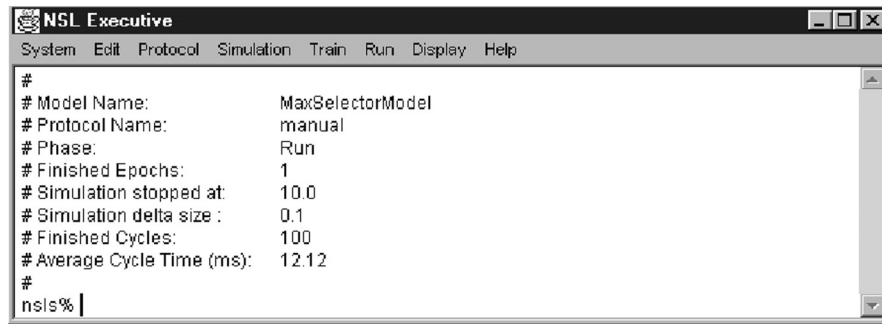 NSL Executive
System Edit Protocol Simulation Train Run Display Help
#
# Model Name: MaxSelectorModel
# Protocol Name: manual
# Phase: Run
# Finished Epochs: 1
# Simulation stopped at: 10.0
# Simulation delta size : 0.1
# Finished Cycles: 100
# Average Cycle Time (ms): 12.12
#
nsls%